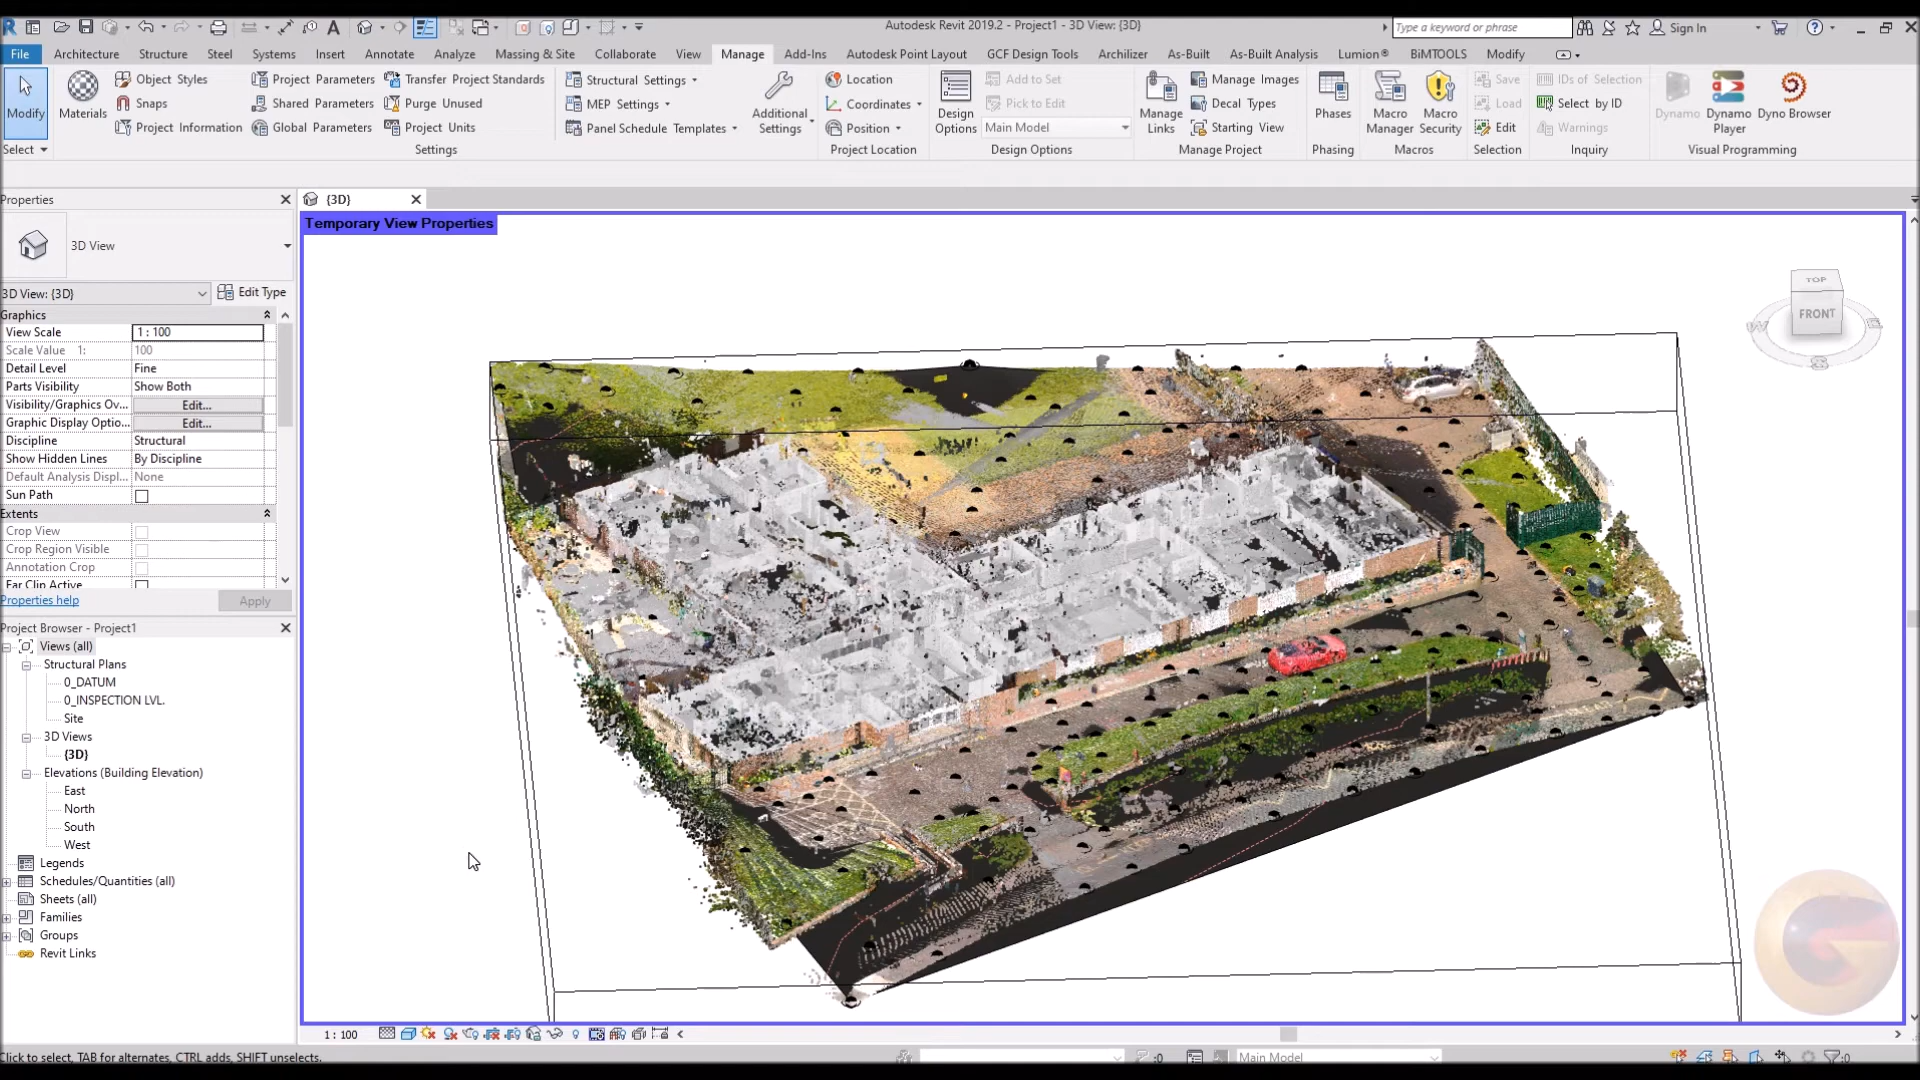 Autodesk Revit 2019.2 - Project1 - 3D View: {3D}
Type a keyword or phrase
Sign In
File Architecture Structure Steel Systems Insert Annotate Analyze Massing & Site Collaborate View Manage Add-Ins Autodesk Point Layout GCF Design Tools Archilizer As-Built As-Built Analysis Lumion® BiMTOOLS Modify
Modify
Select
Materials
Object Styles
Snaps
Project Information
Project Parameters
Shared Parameters
Global Parameters
Transfer Project Standards
Purge Unused
Project Units
Settings
Structural Settings
MEP Settings
Panel Schedule Templates
Additional
Settings
Location
Coordinates
Position
Project Location
Design
Options
Add to Set
Pick to Edit
Main Model
Design Options
Manage
Links
Manage Images
Decal Types
Starting View
Manage Project
Phases
Phasing
Macro
Manager
Macro
Security
Macros
Save
Load
Edit
Selection
IDs of Selection
Select by ID
Warnings
Inquiry
Dynamo
Dynamo
Player
Dyno Browser
Visual Programming
Properties
3D View
3D View: {3D}
Edit Type
Graphics
View Scale 1 : 100
Scale Value 1: 100
Detail Level Fine
Parts Visibility Show Both
Visibility/Graphics Ov... Edit...
Graphic Display Optio... Edit...
Discipline Structural
Show Hidden Lines By Discipline
Default Analysis Displ... None
Sun Path
Extents
Crop View
Crop Region Visible
Annotation Crop
Far Clip Active
Properties help
Apply
Project Browser - Project1
Views (all)
Structural Plans
0_DATUM
0_INSPECTION LVL.
Site
3D Views
{3D}
Elevations (Building Elevation)
East
North
South
West
Legends
Schedules/Quantities (all)
Sheets (all)
Families
Groups
Revit Links
{3D}
Temporary View Properties
TOP
FRONT
W
S
E
1 : 100
Click to select, TAB for alternates, CTRL adds, SHIFT unselects.
:0
Main Model
:0